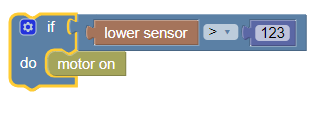 if lower sensor > 123
do motor on